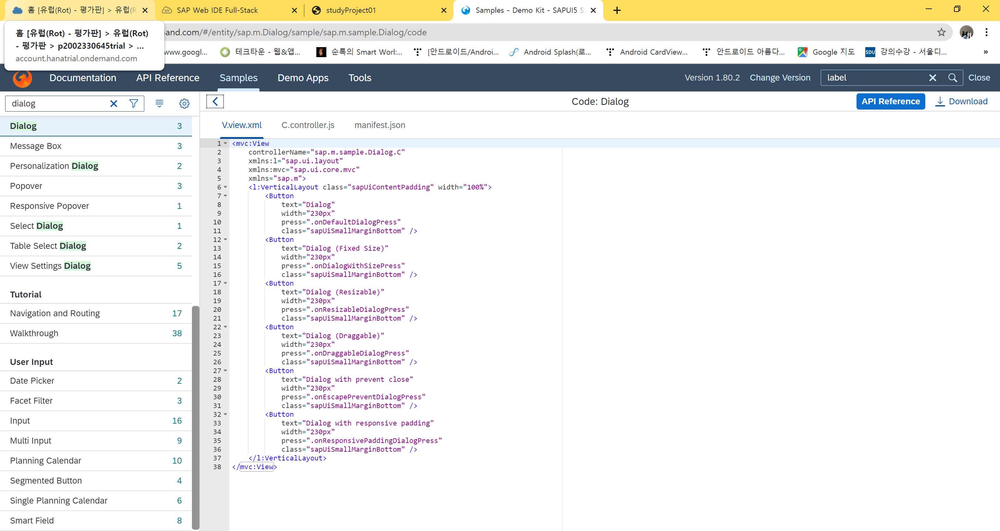 홈 [유럽(Rot) - 평가판] > 유럽(R
SAP Web IDE Full-Stack
studyProject01
Samples - Demo Kit - SAPUI5 S
홈 [유럽(Rot) - 평가판] > 유럽(Rot)
- 평가판 > p2002330645trial > ...
account.hanatrial.ondemand.com
and.com/#/entity/sap.m.Dialog/sample/sap.m.sample.Dialog/code
www.googl...
테크타운 - 웹&앱...
순록의 Smart Worl:...
[안드로이드/Androi...
Android Splash(로...
Android CardView...
안드로이드 아름다...
Google 지도
SDU
강의수강 - 서울디...
»
Documentation
API Reference
Samples
Demo Apps
Tools
Version 1.80.2
Change Version
label
Close
dialog
Code: Dialog
API Reference
Download
Dialog 3
Message Box 3
Personalization Dialog 2
Popover 3
Responsive Popover 1
Select Dialog 1
Table Select Dialog 2
View Settings Dialog 5
Tutorial
Navigation and Routing 17
Walkthrough 38
User Input
Date Picker 2
Facet Filter 3
Input 16
Multi Input 9
Planning Calendar 10
Segmented Button 4
Single Planning Calendar 6
Smart Field 8
V.view.xml
C.controller.js
manifest.json
1 <mvc:View
2 controllerName="sap.m.sample.Dialog.C"
3 xmlns:l="sap.ui.layout"
4 xmlns:mvc="sap.ui.core.mvc"
5 xmlns="sap.m">
6 <l:VerticalLayout class="sapUiContentPadding" width="100%">
7 <Button
8 text="Dialog"
9 width="230px"
10 press=".onDefaultDialogPress"
11 class="sapUiSmallMarginBottom" />
12 <Button
13 text="Dialog (Fixed Size)"
14 width="230px"
15 press=".onDialogWithSizePress"
16 class="sapUiSmallMarginBottom" />
17 <Button
18 text="Dialog (Resizable)"
19 width="230px"
20 press=".onResizableDialogPress"
21 class="sapUiSmallMarginBottom" />
22 <Button
23 text="Dialog (Draggable)"
24 width="230px"
25 press=".onDraggableDialogPress"
26 class="sapUiSmallMarginBottom" />
27 <Button
28 text="Dialog with prevent close"
29 width="230px"
30 press=".onEscapePreventDialogPress"
31 class="sapUiSmallMarginBottom" />
32 <Button
33 text="Dialog with responsive padding"
34 width="230px"
35 press=".onResponsivePaddingDialogPress"
36 class="sapUiSmallMarginBottom" />
37 </l:VerticalLayout>
38 </mvc:View>